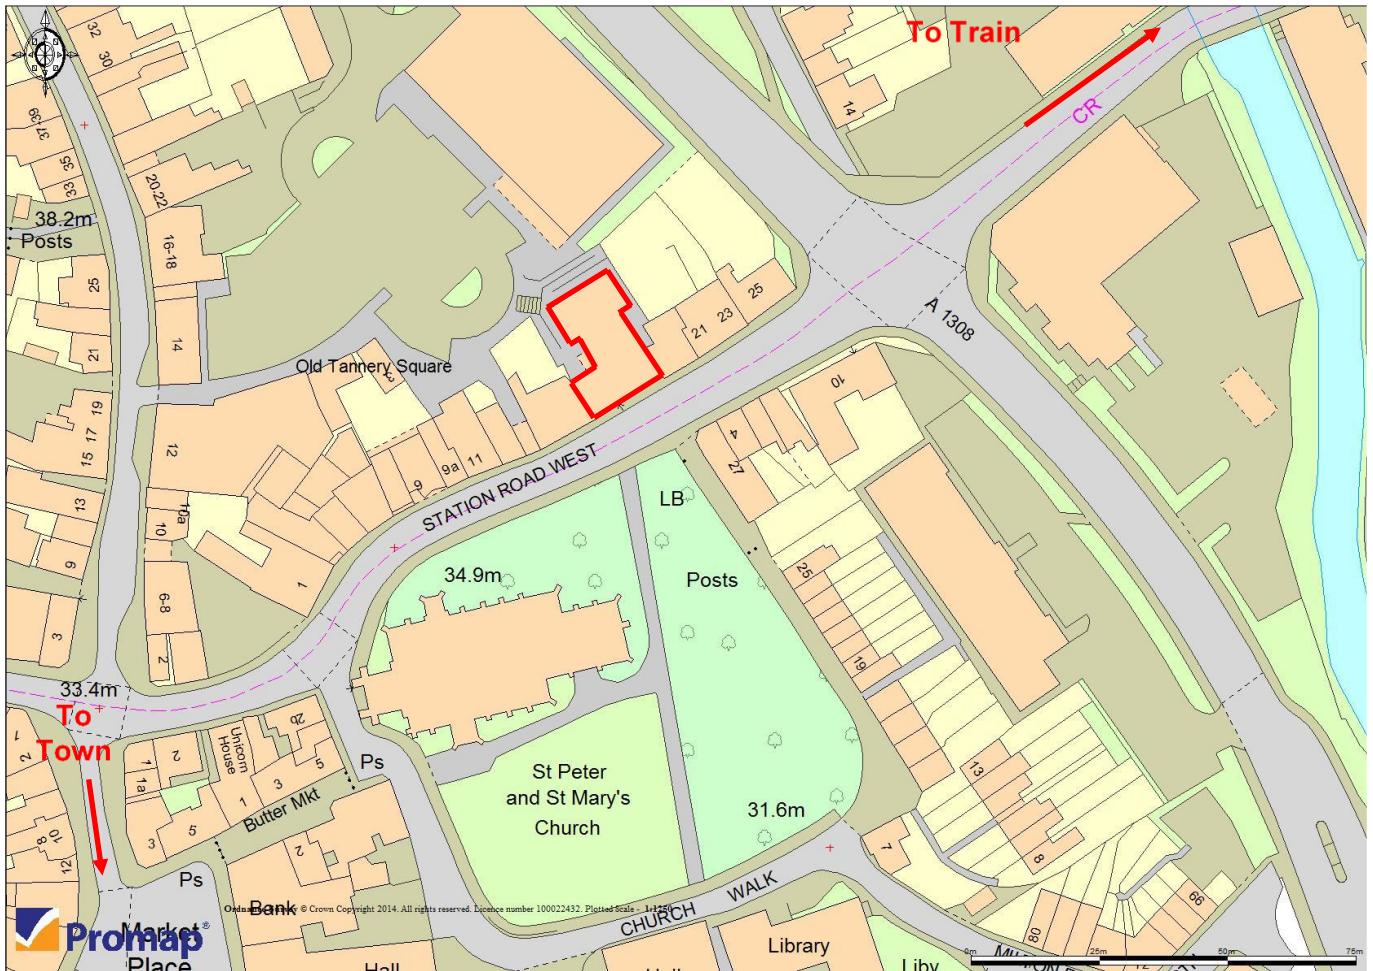 To Train
32
30
37-39
35
33
20-22
14
CR
38.2m
Posts
16-18
25
21
14
25
23
21
A 1308
Old Tannery Square
3
19
17
15
12
10
4
27
9
9a
11
STATION ROAD WEST
13
10a
10
9
LB
1
34.9m
25
Posts
6-8
3
2
19
33.4m
To
Town
1
2
1
1a
2
Unicorn
House
2b
5
3
1
Butter Mkt
5
3
Ps
13
St Peter
and St Mary's
Church
31.6m
10
8
12
2
7
8
Ps
66
Bank
© Crown Copyright 2014. All rights reserved. Licence number 100022432. Plotted Scale - 1:1250
CHURCH WALK
80
Promap®
Market
Place
Hall
Library
Liby
12
0m
25m
50m
75m